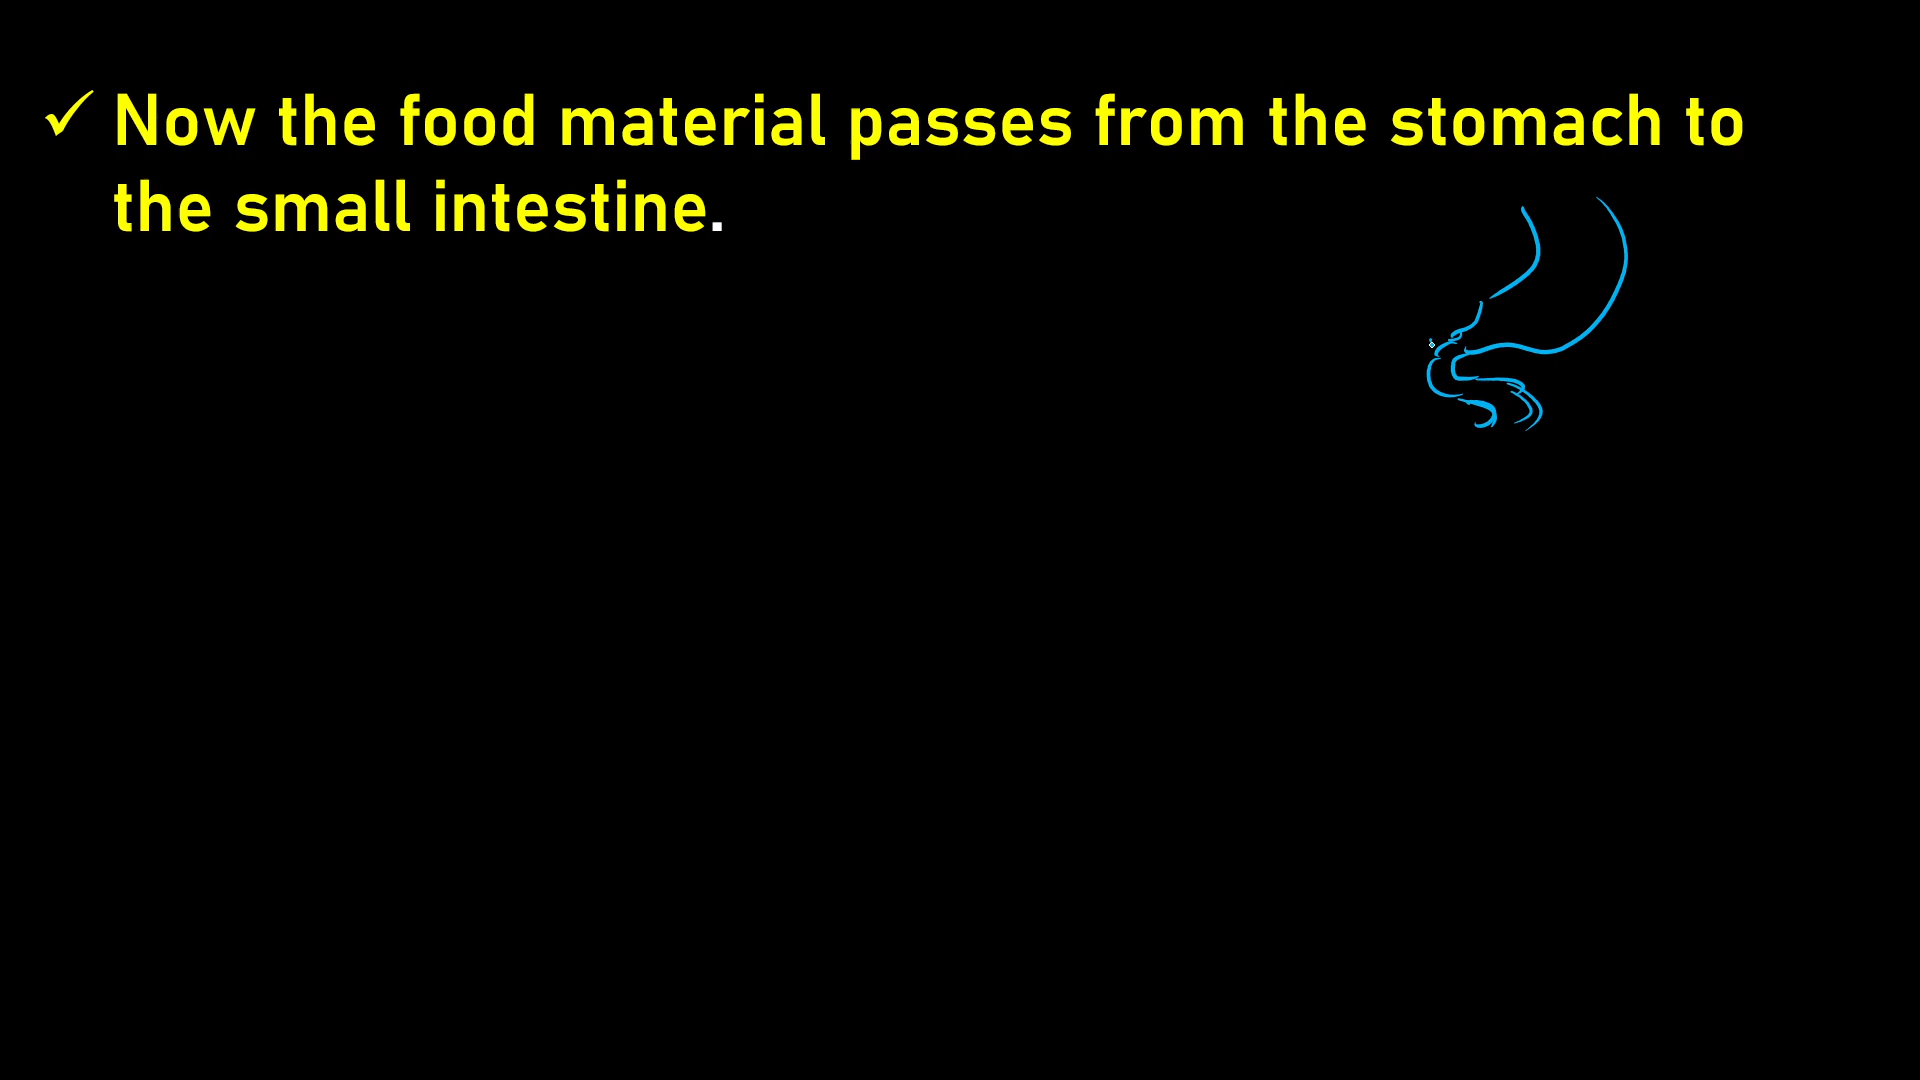 ✓ Now the food material passes from the stomach to
the small intestine.